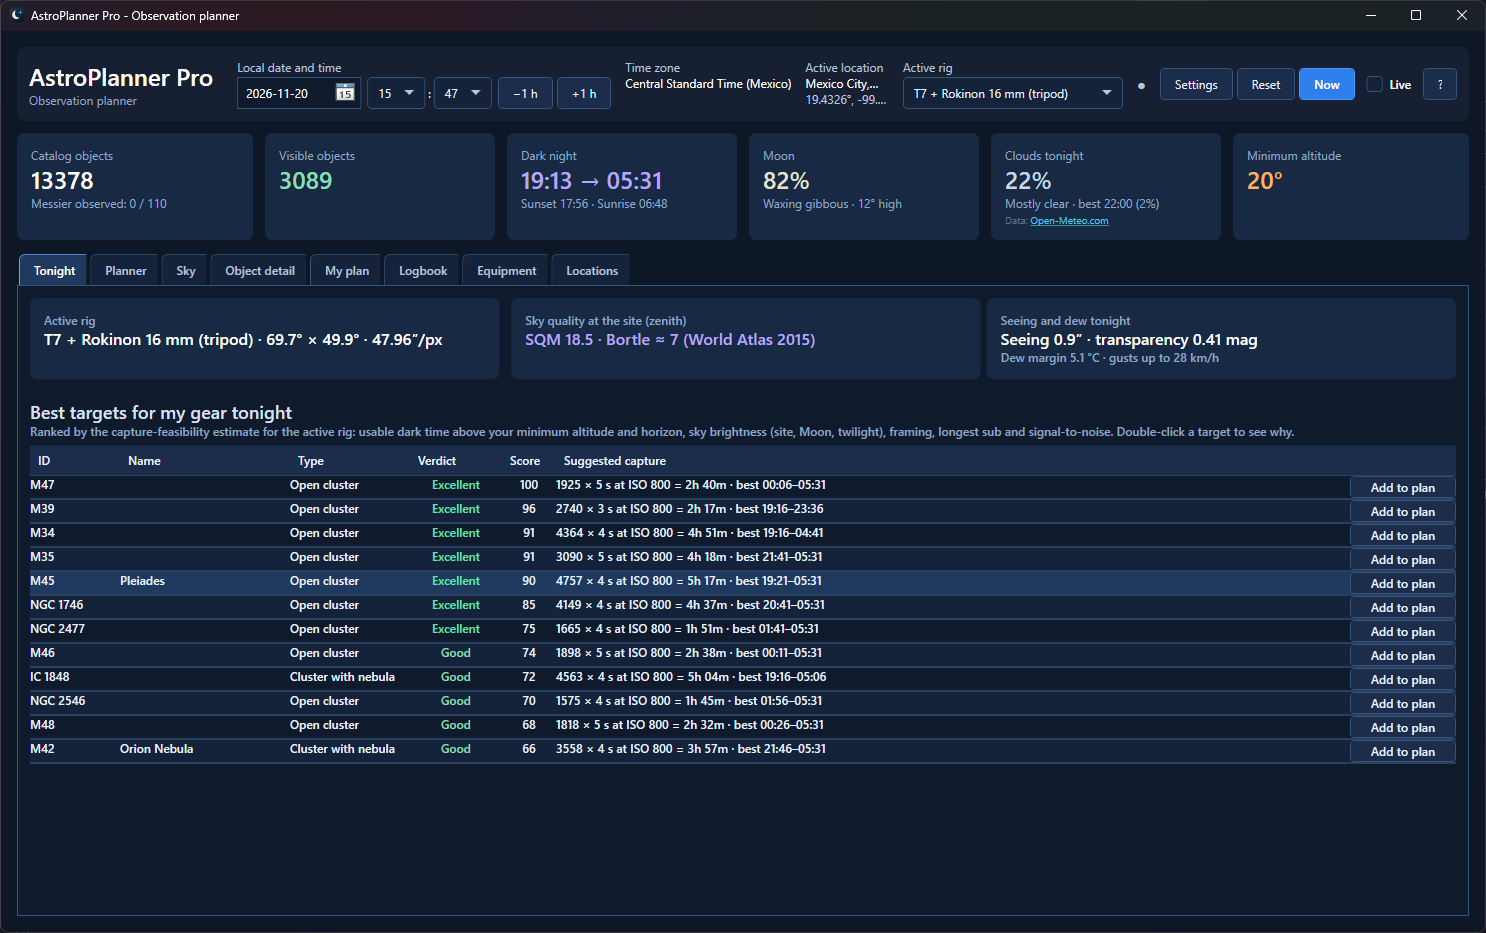 AstroPlanner Pro - Observation planner
AstroPlanner Pro
Observation planner
Local date and time
2026-11-20 15 15 : 47 −1 h +1 h
Time zone
Central Standard Time (Mexico)
Active location
Mexico City,...
19.4326°, -99....
Active rig
T7 + Rokinon 16 mm (tripod)
Settings Reset Now Live ?
Catalog objects
13378
Messier observed: 0 / 110
Visible objects
3089
Dark night
19:13 → 05:31
Sunset 17:56 · Sunrise 06:48
Moon
82%
Waxing gibbous · 12° high
Clouds tonight
22%
Mostly clear · best 22:00 (2%)
Data: Open-Meteo.com
Minimum altitude
20°
Tonight Planner Sky Object detail My plan Logbook Equipment Locations
Active rig
T7 + Rokinon 16 mm (tripod) · 69.7° × 49.9° · 47.96″/px
Sky quality at the site (zenith)
SQM 18.5 · Bortle ≈ 7 (World Atlas 2015)
Seeing and dew tonight
Seeing 0.9″ · transparency 0.41 mag
Dew margin 5.1 °C · gusts up to 28 km/h
Best targets for my gear tonight
Ranked by the capture-feasibility estimate for the active rig: usable dark time above your minimum altitude and horizon, sky brightness (site, Moon, twilight), framing, longest sub and signal-to-noise. Double-click a target to see why.
ID Name Type Verdict Score Suggested capture
M47 Open cluster Excellent 100 1925 × 5 s at ISO 800 = 2h 40m · best 00:06–05:31 Add to plan
M39 Open cluster Excellent 96 2740 × 3 s at ISO 800 = 2h 17m · best 19:16–23:36 Add to plan
M34 Open cluster Excellent 91 4364 × 4 s at ISO 800 = 4h 51m · best 19:16–04:41 Add to plan
M35 Open cluster Excellent 91 3090 × 5 s at ISO 800 = 4h 18m · best 21:41–05:31 Add to plan
M45 Pleiades Open cluster Excellent 90 4757 × 4 s at ISO 800 = 5h 17m · best 19:21–05:31 Add to plan
NGC 1746 Open cluster Excellent 85 4149 × 4 s at ISO 800 = 4h 37m · best 20:41–05:31 Add to plan
NGC 2477 Open cluster Excellent 75 1665 × 4 s at ISO 800 = 1h 51m · best 01:41–05:31 Add to plan
M46 Open cluster Good 74 1898 × 5 s at ISO 800 = 2h 38m · best 00:11–05:31 Add to plan
IC 1848 Cluster with nebula Good 72 4563 × 4 s at ISO 800 = 5h 04m · best 19:16–05:06 Add to plan
NGC 2546 Open cluster Good 70 1575 × 4 s at ISO 800 = 1h 45m · best 01:56–05:31 Add to plan
M48 Open cluster Good 68 1818 × 5 s at ISO 800 = 2h 32m · best 00:26–05:31 Add to plan
M42 Orion Nebula Cluster with nebula Good 66 3558 × 4 s at ISO 800 = 3h 57m · best 21:46–05:31 Add to plan